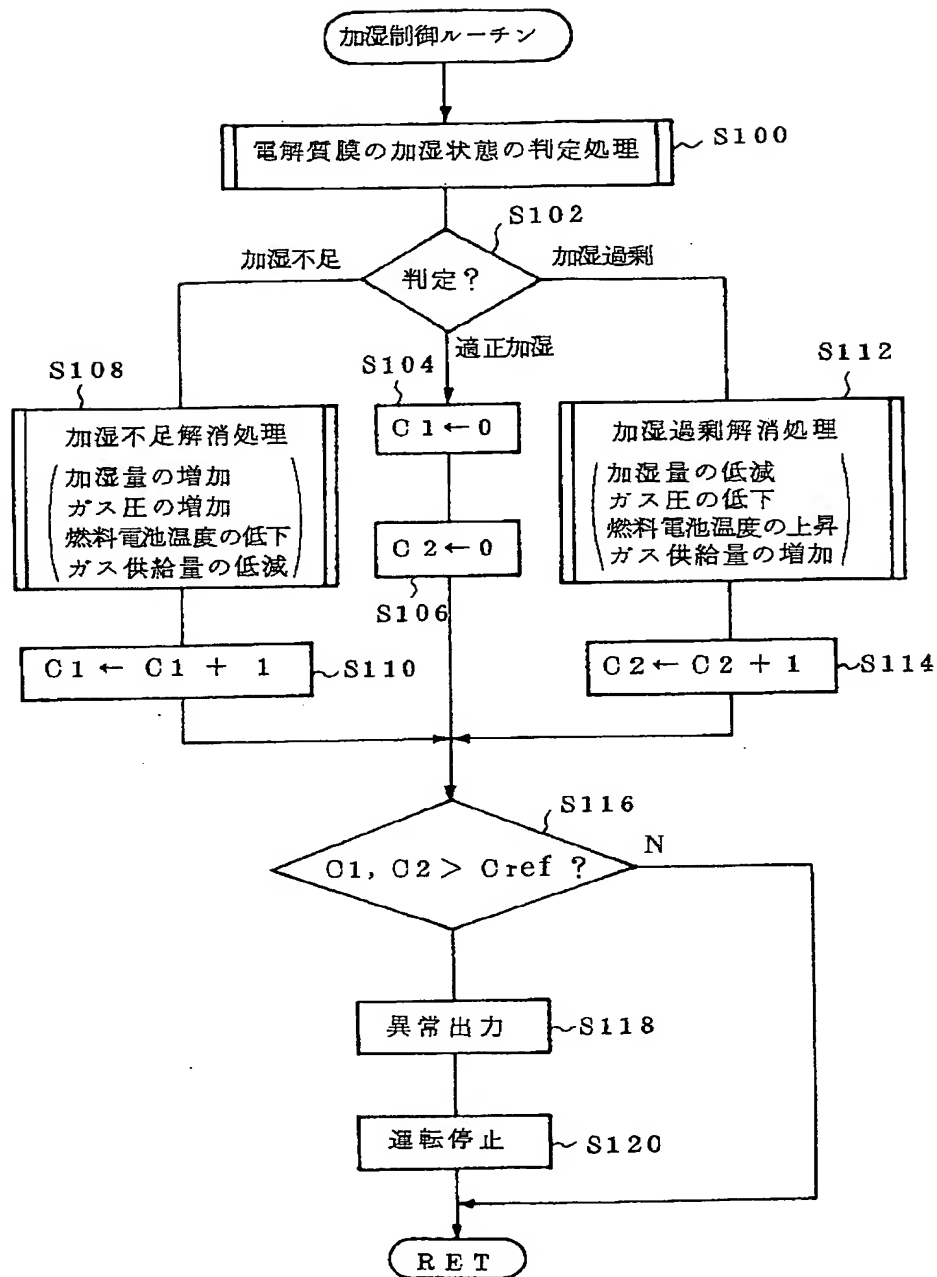 加湿制御ルーチン
電解質膜の加湿状態の判定処理
S100
S102
加湿不足
判定?
加湿過剰
適正加湿
S108
加湿不足解消処理
加湿量の増加
ガス圧の増加
燃料電池温度の低下
ガス供給量の低減
S104
C1←0
C2←0
S106
S112
加湿過剰解消処理
加湿量の低減
ガス圧の低下
燃料電池温度の上昇
ガス供給量の増加
C1 ← C1 + 1
S110
C2← C2 + 1
S114
S116
C1, C2 > Cref ?
N
異常出力
S118
運転停止
S120
RET